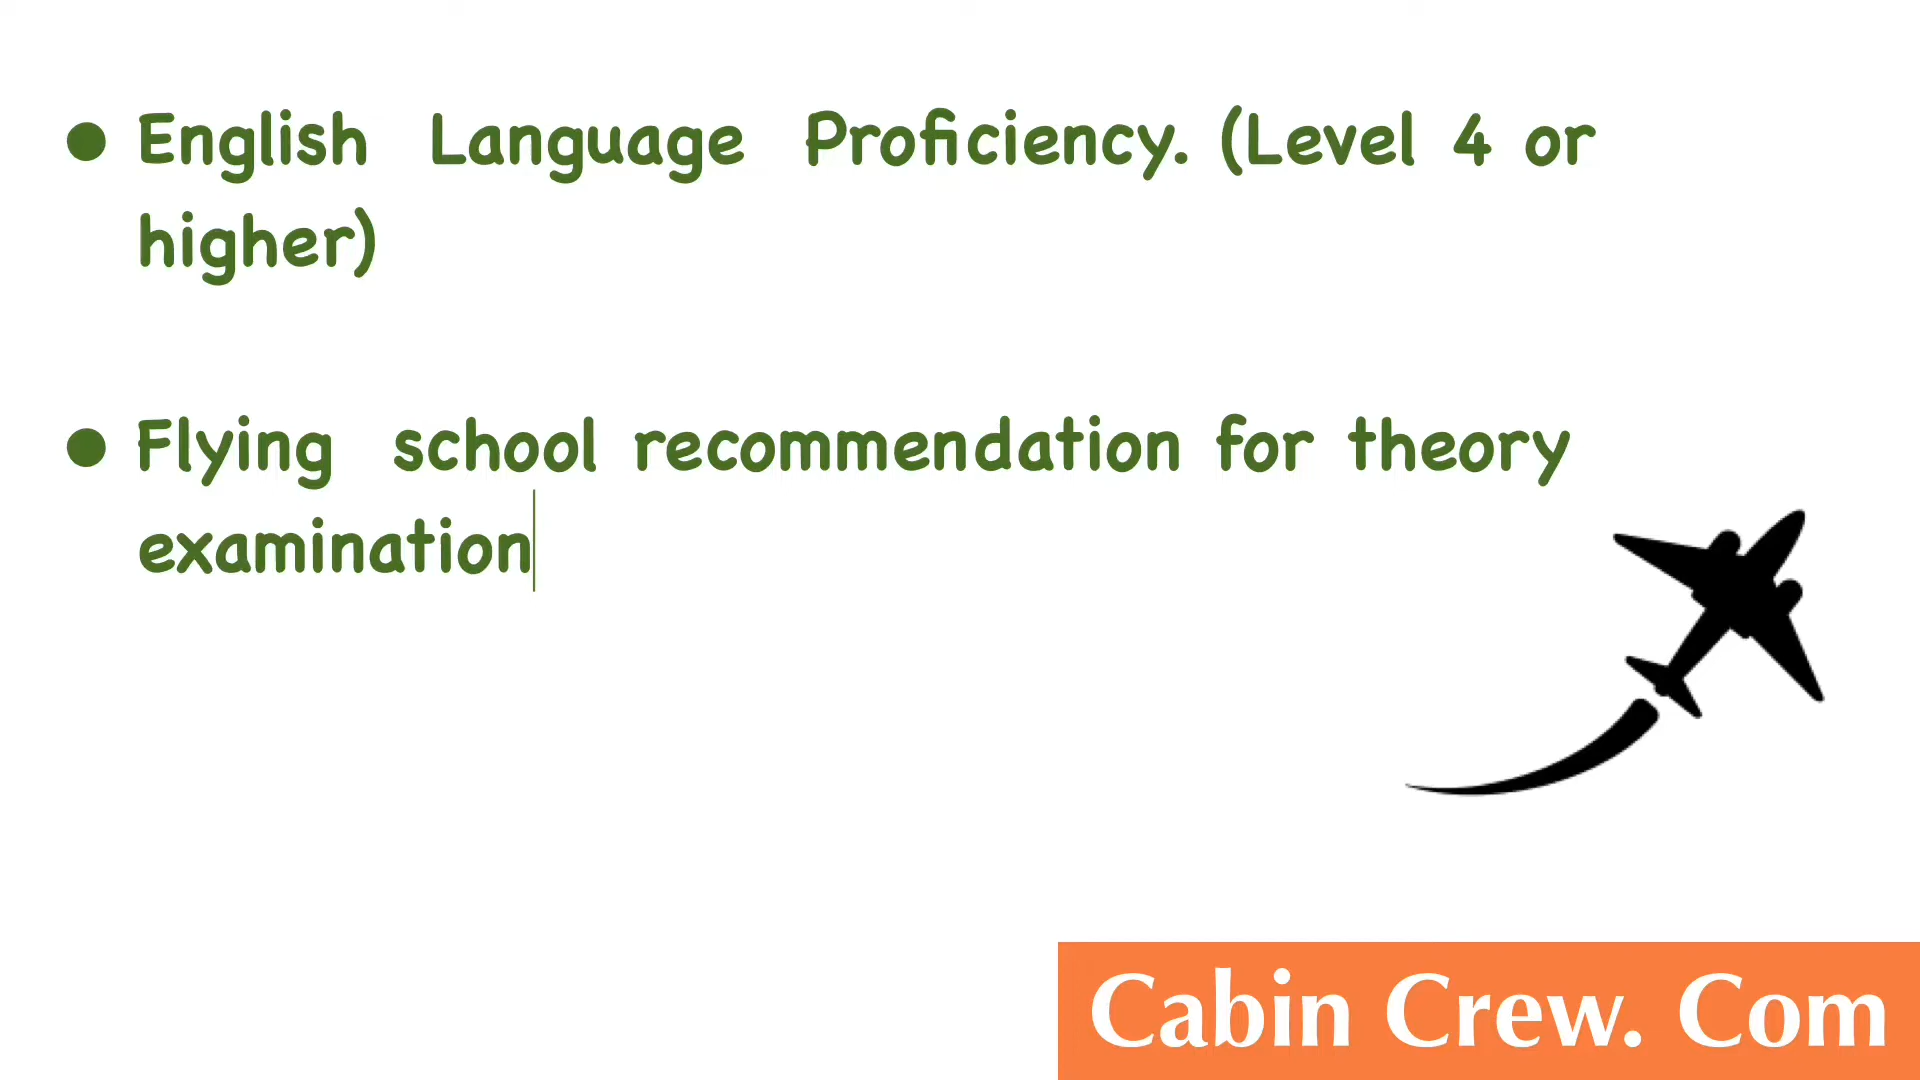 ● English Language Proficiency. (Level 4 or
higher)
● Flying school recommendation for theory
examination
Cabin Crew. Com